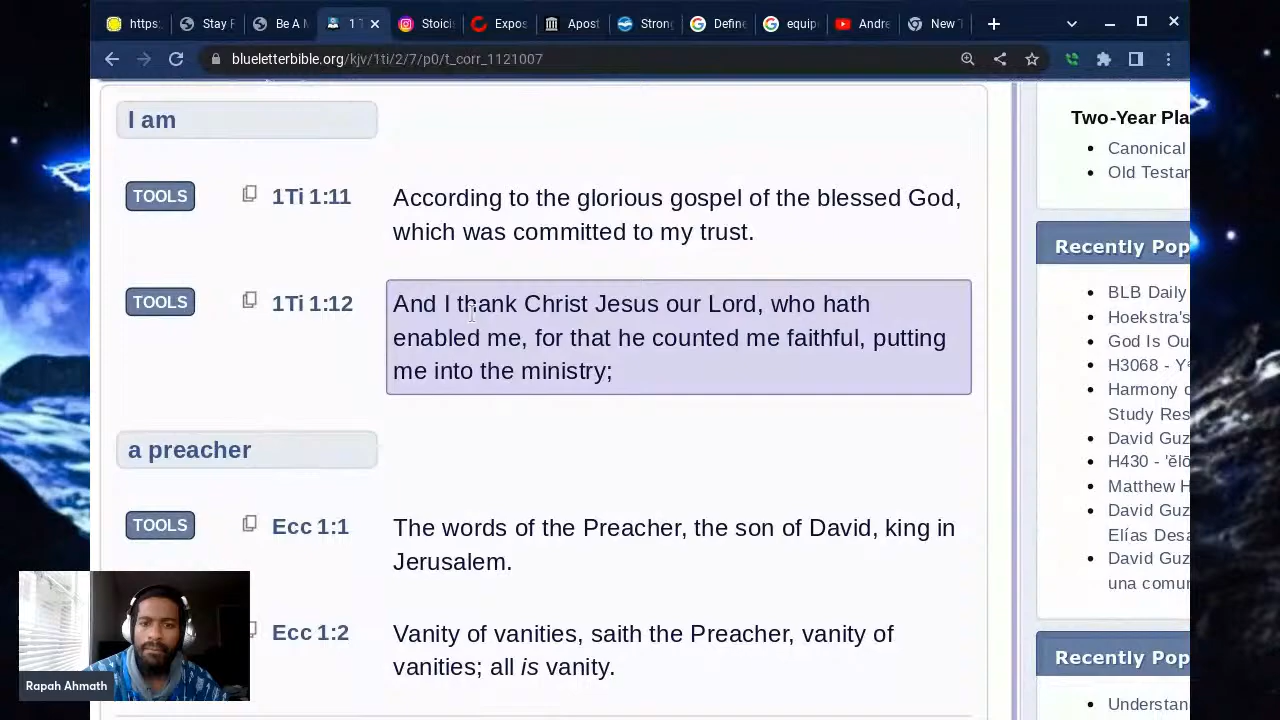 https:
Stay F
Be A M
1 T
Stoici
Expos
Apost
Strong
Define
equip
Andre
New T
blueletterbible.org/kjv/1ti/2/7/p0/t_corr_1121007
I am
TOOLS 1Ti 1:11 According to the glorious gospel of the blessed God,
which was committed to my trust.
TOOLS 1Ti 1:12 And I thank Christ Jesus our Lord, who hath
enabled me, for that he counted me faithful, putting
me into the ministry;
a preacher
TOOLS Ecc 1:1 The words of the Preacher, the son of David, king in
Jerusalem.
Ecc 1:2 Vanity of vanities, saith the Preacher, vanity of
vanities; all is vanity.
Two-Year Pla
Canonical
Old Testar
Recently Pop
BLB Daily
Hoekstra's
God Is Ou
H3068 - Yᵊ
Harmony o
Study Res
David Guz
H430 - 'ĕlō
Matthew H
David Guz
Elías Desa
David Guz
una comur
Recently Pop
Understan
Rapah Ahmath